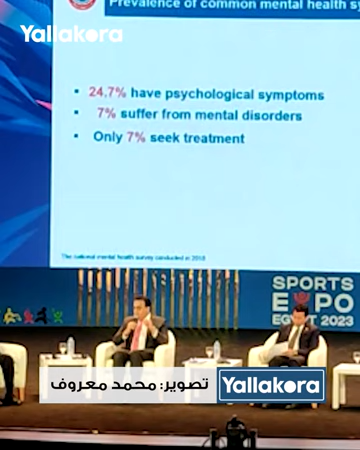 Yallakora
Prevalence of common mental health sy
24.7% have psychological symptoms
7% suffer from mental disorders
Only 7% seek treatment
The national mental health survey conducted in 2018
SPORTS
EXPO
EGYPT 2023
تصوير: محمد معروف
Yallakora